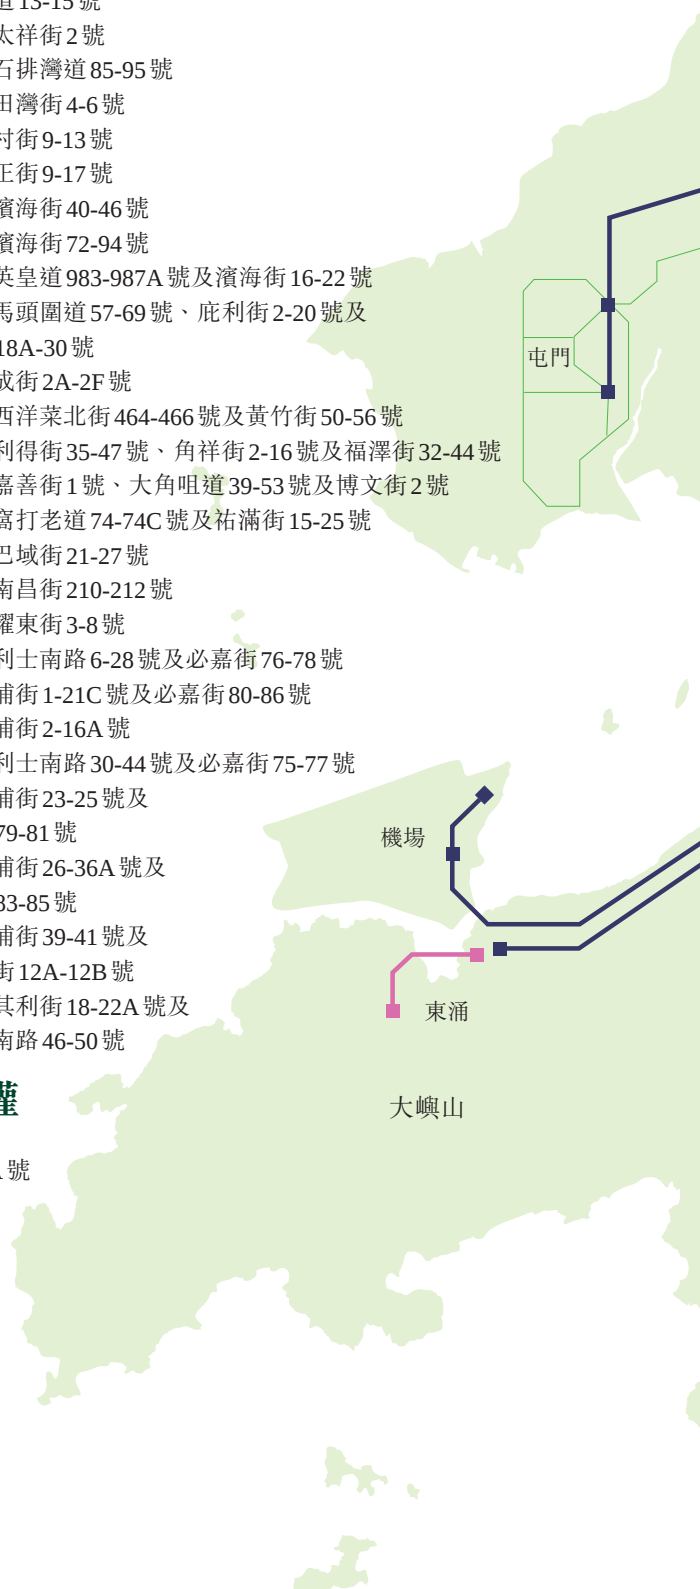 道13-15號
太祥街2號
石排灣道85-95號
田灣街4-6號
村街9-13號
正街9-17號
濱海街40-46號
濱海街72-94號
英皇道983-987A號及濱海街16-22號
馬頭圍道57-69號、庇利街2-20號及
18A-30號
成街2A-2F號
西洋菜北街464-466號及黃竹街50-56號
利得街35-47號、角祥街2-16號及福澤街32-44號
嘉善街1號、大角咀道39-53號及博文街2號
窩打老道74-74C號及祐滿街15-25號
巴域街21-27號
南昌街210-212號
耀東街3-8號
利士南路6-28號及必嘉街76-78號
埔街1-21C號及必嘉街80-86號
埔街2-16A號
利士南路30-44號及必嘉街75-77號
埔街23-25號及
79-81號
埔街26-36A號及
83-85號
埔街39-41號及
街12A-12B號
其利街18-22A號及
南路46-50號
權
號
屯門
機場
東涌
大嶼山